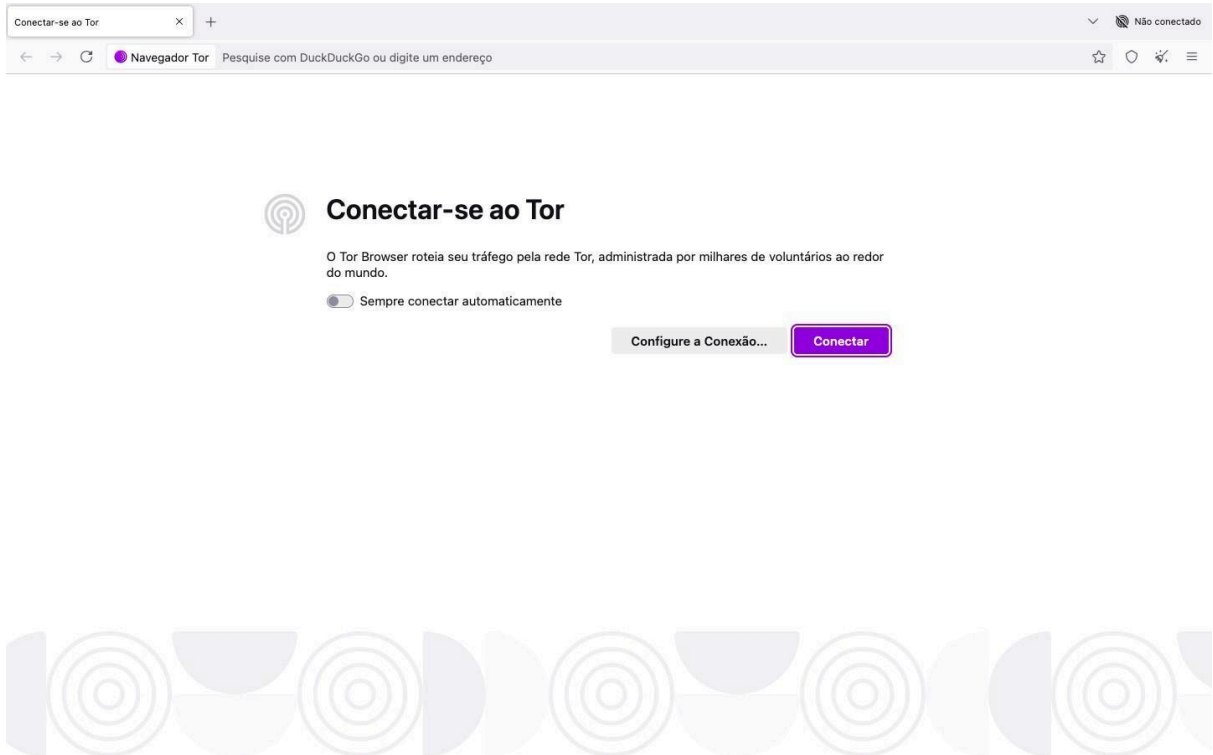 Conectar-se ao Tor
Não conectado
Navegador Tor Pesquise com DuckDuckGo ou digite um endereço
Conectar-se ao Tor
O Tor Browser roteia seu tráfego pela rede Tor, administrada por milhares de voluntários ao redor
do mundo.
Sempre conectar automaticamente
Configure a Conexão... Conectar